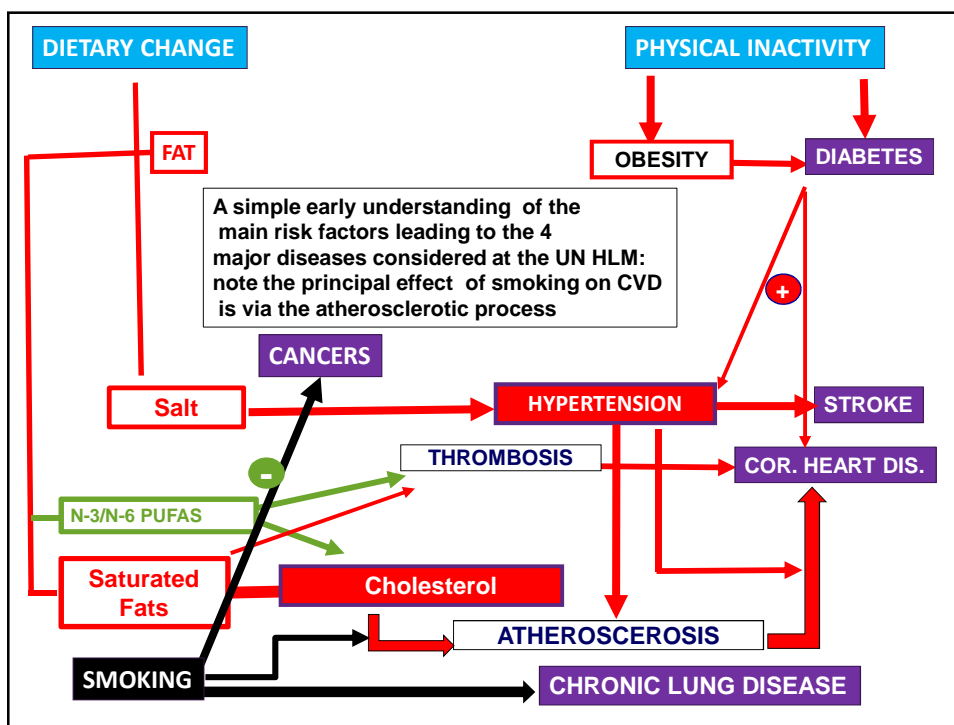 DIETARY CHANGE
PHYSICAL INACTIVITY
FAT
OBESITY
DIABETES
A simple early understanding of the
main risk factors leading to the 4
major diseases considered at the UN HLM:
note the principal effect of smoking on CVD
is via the atherosclerotic process
+
CANCERS
Salt
HYPERTENSION
STROKE
THROMBOSIS
COR. HEART DIS.
-
N-3/N-6 PUFAS
Saturated
Fats
Cholesterol
ATHEROSCEROSIS
SMOKING
CHRONIC LUNG DISEASE